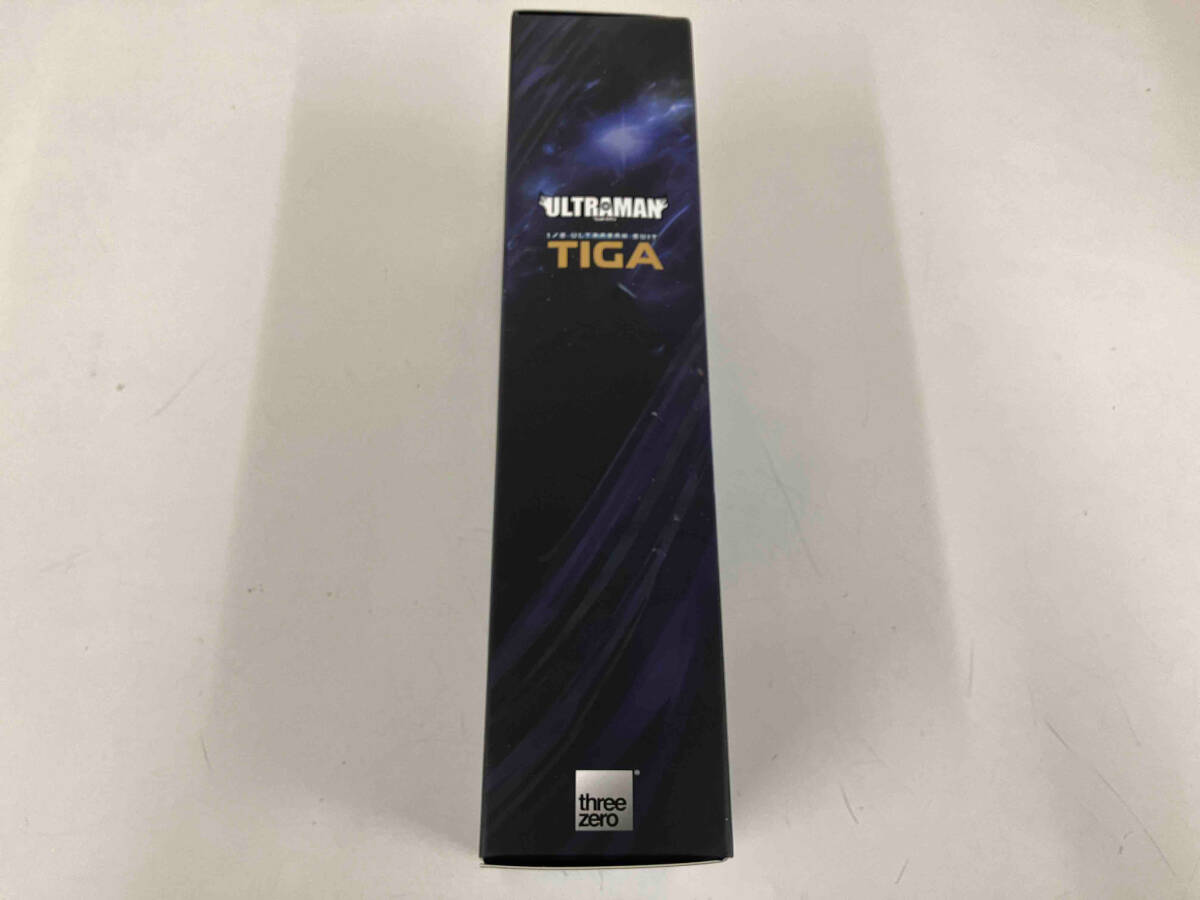 ULTRAMAN
1/6 ULTRAMAN SUIT
TIGA
three
zero
®